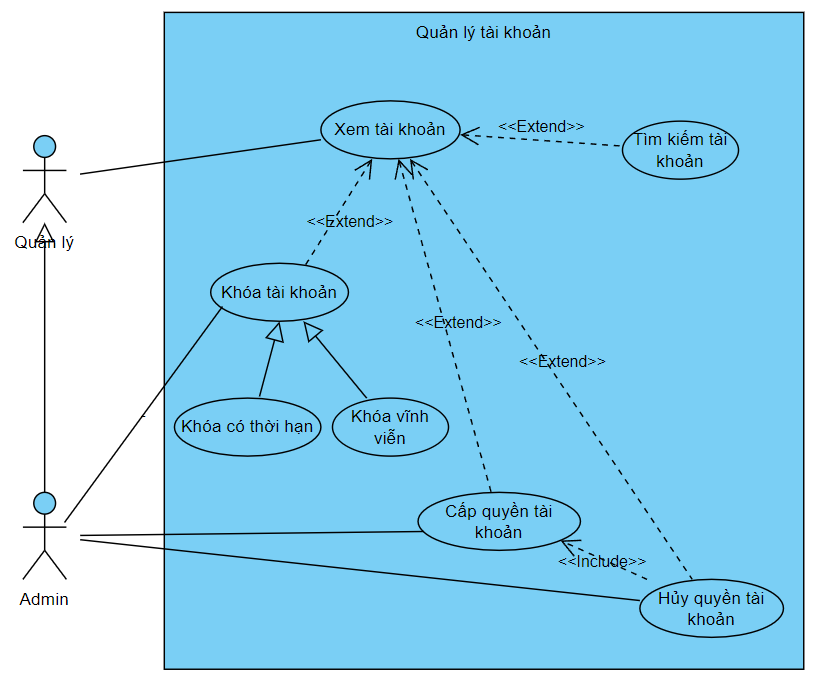 Quản lý tài khoản
Xem tài khoản
<<Extend>>
Tìm kiếm tài
khoản
Quản lý
<<Extend>>
Khóa tài khoản
<<Extend>>
<<Extend>>
Khóa có thời hạn
Khóa vĩnh
viễn
Cấp quyền tài
khoản
<<Include>>
Admin
Hủy quyền tài
khoản